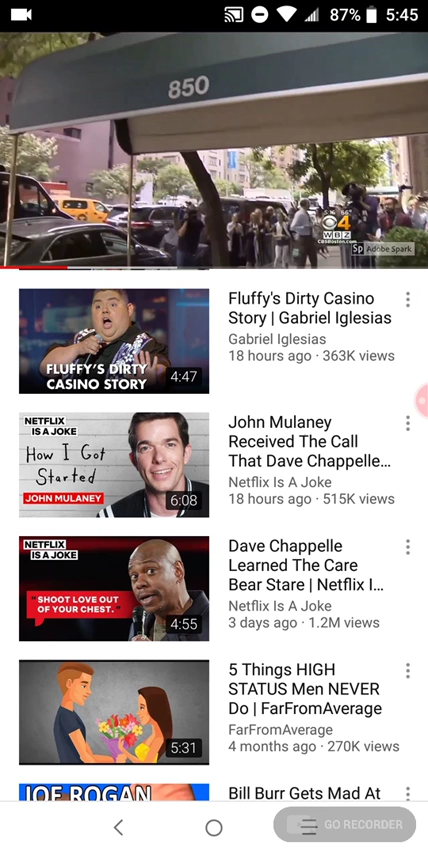 87% 5:45
850
5:16 66°
CBS 4
WBZ
CBSBoston.com
Sp Adobe Spark
FLUFFY'S DIRTY
CASINO STORY
4:47
Fluffy's Dirty Casino
Story | Gabriel Iglesias
Gabriel Iglesias
18 hours ago · 363K views
NETFLIX
IS A JOKE
How I Got
Started
JOHN MULANEY
6:08
John Mulaney
Received The Call
That Dave Chappelle...
Netflix Is A Joke
18 hours ago · 515K views
NETFLIX
IS A JOKE
"SHOOT LOVE OUT
OF YOUR CHEST."
4:55
Dave Chappelle
Learned The Care
Bear Stare | Netflix I...
Netflix Is A Joke
3 days ago · 1.2M views
5:31
5 Things HIGH
STATUS Men NEVER
Do | FarFromAverage
FarFromAverage
4 months ago · 270K views
JOE ROGAN
Bill Burr Gets Mad At
GO RECORDER